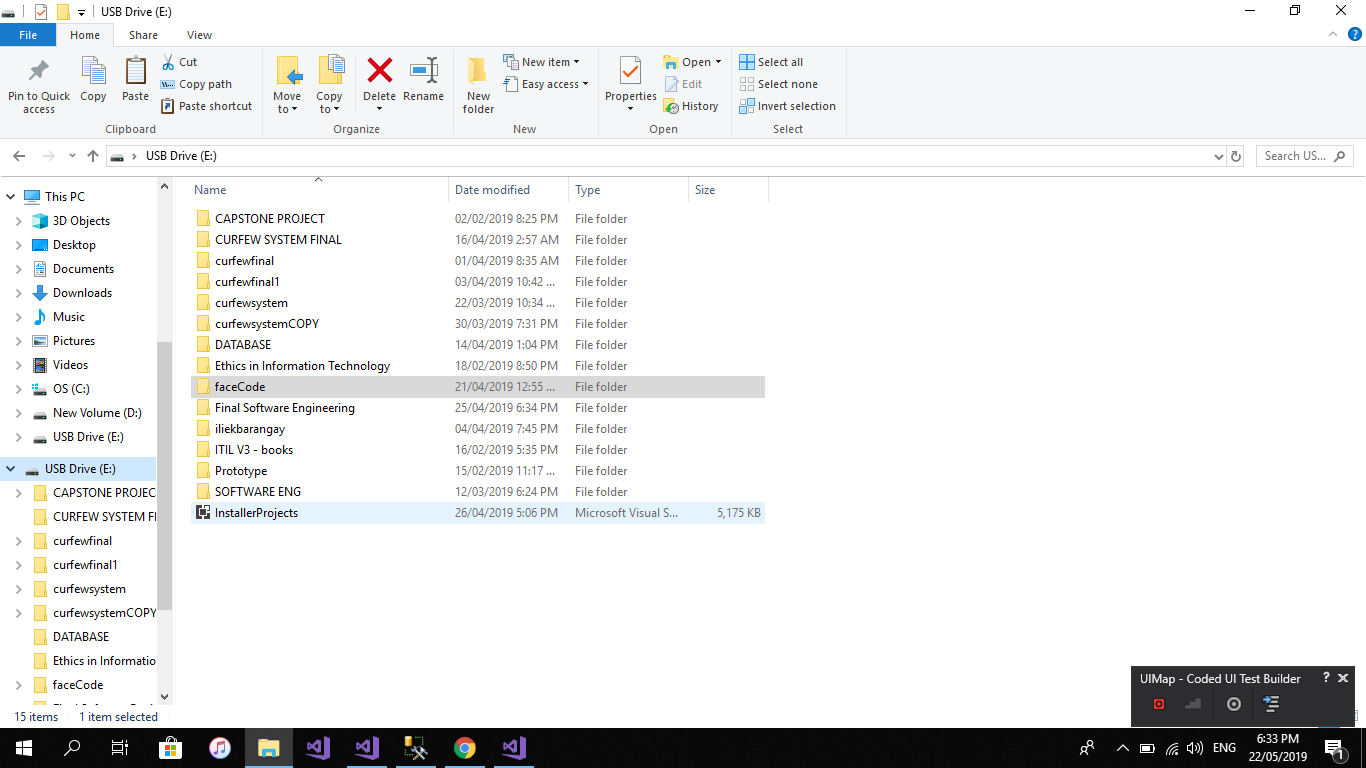 USB Drive (E:)
File Home Share View
Pin to Quick access
Copy
Paste
Cut
Copy path
Paste shortcut
Clipboard
Move to
Copy to
Delete
Rename
Organize
New folder
New item
Easy access
New
Properties
Open
Edit
History
Open
Select all
Select none
Invert selection
Select
USB Drive (E:)
Search US...
This PC
3D Objects
Desktop
Documents
Downloads
Music
Pictures
Videos
OS (C:)
New Volume (D:)
USB Drive (E:)
USB Drive (E:)
CAPSTONE PROJEC
CURFEW SYSTEM FI
curfewfinal
curfewfinal1
curfewsystem
curfewsystemCOPY
DATABASE
Ethics in Informatio
faceCode
Name Date modified Type Size
CAPSTONE PROJECT 02/02/2019 8:25 PM File folder
CURFEW SYSTEM FINAL 16/04/2019 2:57 AM File folder
curfewfinal 01/04/2019 8:35 AM File folder
curfewfinal1 03/04/2019 10:42 ... File folder
curfewsystem 22/03/2019 10:34 ... File folder
curfewsystemCOPY 30/03/2019 7:31 PM File folder
DATABASE 14/04/2019 1:04 PM File folder
Ethics in Information Technology 18/02/2019 8:50 PM File folder
faceCode 21/04/2019 12:55 ... File folder
Final Software Engineering 25/04/2019 6:34 PM File folder
iliekbarangay 04/04/2019 7:45 PM File folder
ITIL V3 - books 16/02/2019 5:35 PM File folder
Prototype 15/02/2019 11:17 ... File folder
SOFTWARE ENG 12/03/2019 6:24 PM File folder
InstallerProjects 26/04/2019 5:06 PM Microsoft Visual S... 5,175 KB
UIMap - Coded UI Test Builder ?
15 items 1 item selected
ENG
6:33 PM
22/05/2019
1